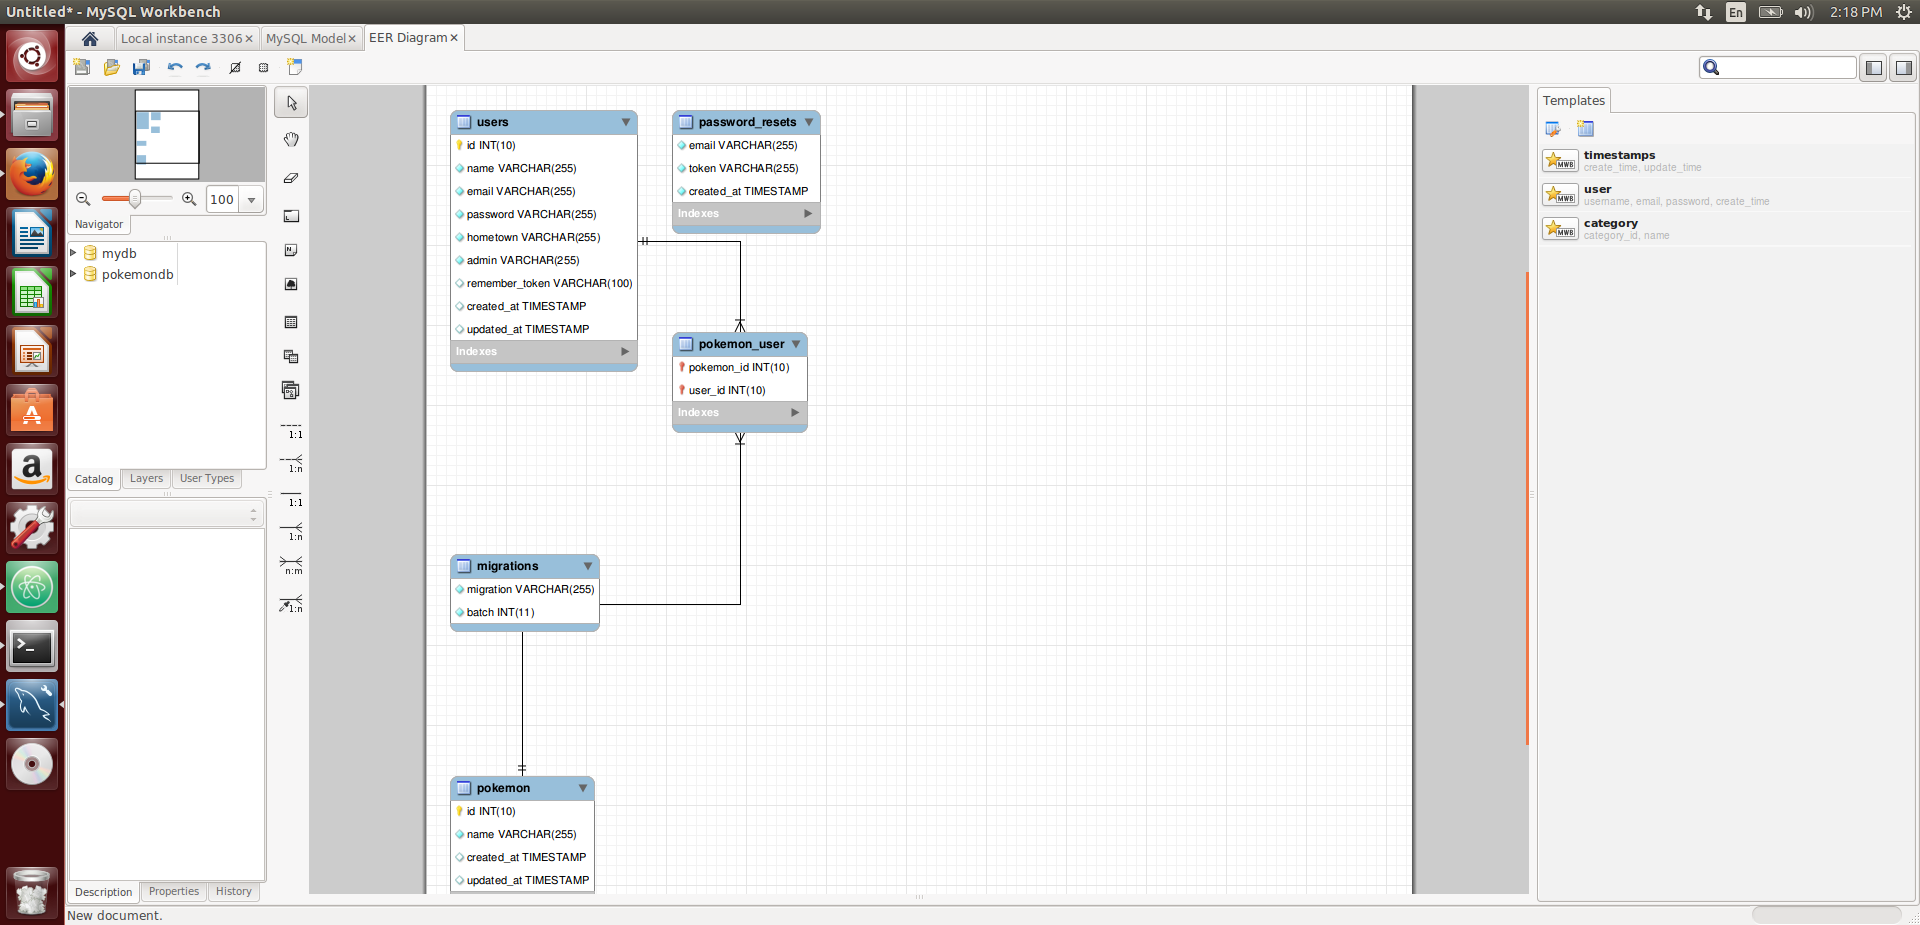 Untitled* - MySQL Workbench
En
2:18 PM
Local instance 3306
MySQL Model
EER Diagram
100
Navigator
mydb
pokemondb
Catalog
Layers
User Types
Description
Properties
History
New document.
1:1
1:n
1:1
1:n
n:m
1:n
users
id INT(10)
name VARCHAR(255)
email VARCHAR(255)
password VARCHAR(255)
hometown VARCHAR(255)
admin VARCHAR(255)
remember_token VARCHAR(100)
created_at TIMESTAMP
updated_at TIMESTAMP
Indexes
password_resets
email VARCHAR(255)
token VARCHAR(255)
created_at TIMESTAMP
Indexes
pokemon_user
pokemon_id INT(10)
user_id INT(10)
Indexes
migrations
migration VARCHAR(255)
batch INT(11)
pokemon
id INT(10)
name VARCHAR(255)
created_at TIMESTAMP
updated_at TIMESTAMP
Templates
MWB
timestamps
create_time, update_time
MWB
user
username, email, password, create_time
MWB
category
category_id, name